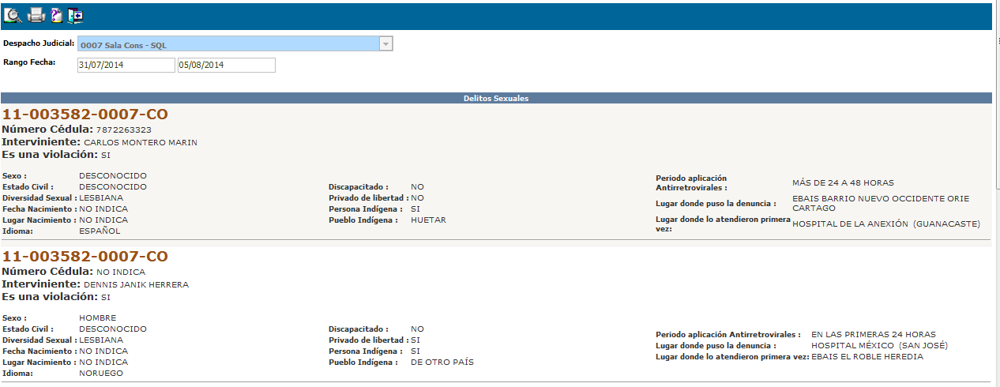 Despacho Judicial: 0007 Sala Cons - SQL
Rango Fecha: 31/07/2014 05/08/2014
Delitos Sexuales
11-003582-0007-CO
Número Cédula: 7872263323
Interviniente: CARLOS MONTERO MARIN
Es una violación: SI
Sexo : DESCONOCIDO
Estado Civil : DESCONOCIDO
Diversidad Sexual : LESBIANA
Fecha Nacimiento : NO INDICA
Lugar Nacimiento : NO INDICA
Idioma: ESPAÑOL
Discapacitado : NO
Privado de libertad : NO
Persona Indígena : SI
Pueblo Indígena : HUETAR
Periodo aplicación
Antirretrovirales : MÁS DE 24 A 48 HORAS
Lugar donde puso la denuncia : EBAIS BARRIO NUEVO OCCIDENTE ORIE
CARTAGO
Lugar donde lo atendieron primera
vez: HOSPITAL DE LA ANEXIÓN (GUANACASTE)
11-003582-0007-CO
Número Cédula: NO INDICA
Interviniente: DENNIS JANIK HERRERA
Es una violación: SI
Sexo : HOMBRE
Estado Civil : DESCONOCIDO
Diversidad Sexual : LESBIANA
Fecha Nacimiento : NO INDICA
Lugar Nacimiento : NO INDICA
Idioma: NORUEGO
Discapacitado : NO
Privado de libertad : SI
Persona Indígena : SI
Pueblo Indígena : DE OTRO PAÍS
Periodo aplicación Antirretrovirales : EN LAS PRIMERAS 24 HORAS
Lugar donde puso la denuncia : HOSPITAL MÉXICO (SAN JOSÉ)
Lugar donde lo atendieron primera vez: EBAIS EL ROBLE HEREDIA